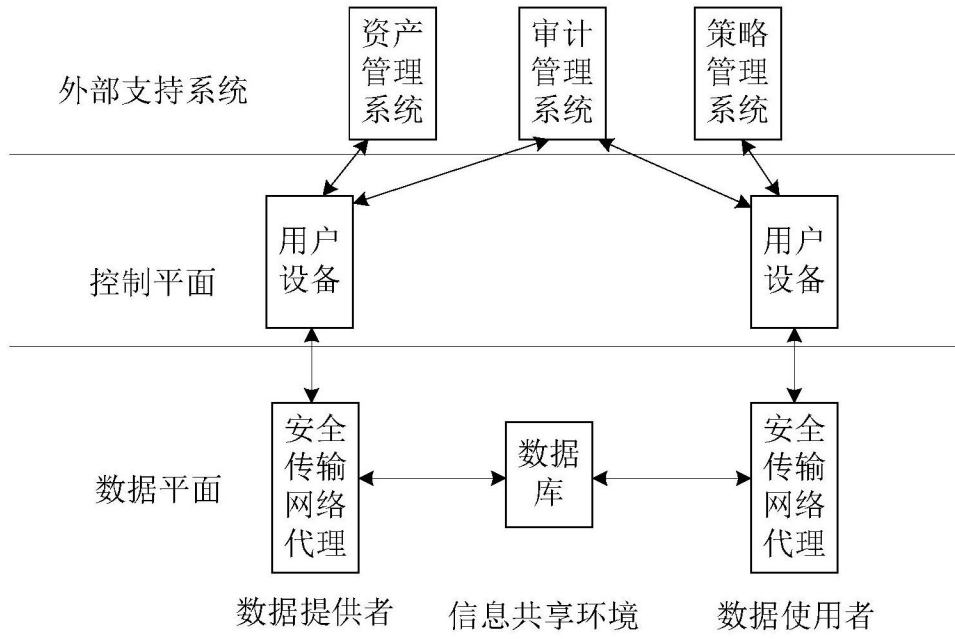 资产
管理
系统
审计
管理
系统
策略
管理
系统
外部支持系统
用户
设备
用户
设备
控制平面
安全
传输
网络
代理
数据
库
安全
传输
网络
代理
数据平面
数据提供者
信息共享环境
数据使用者